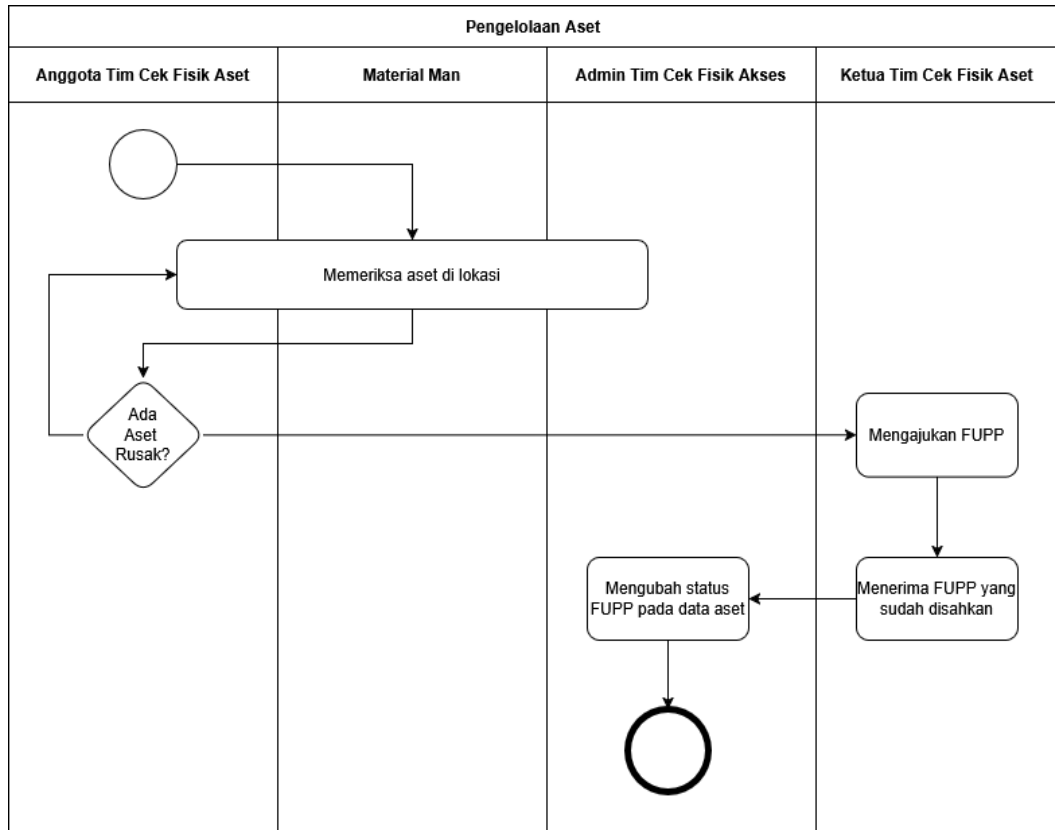 Pengelolaan Aset
Anggota Tim Cek Fisik Aset
Material Man
Admin Tim Cek Fisik Akses
Ketua Tim Cek Fisik Aset
Memeriksa aset di lokasi
Ada
Aset
Rusak?
Mengajukan FUPP
Mengubah status
FUPP pada data aset
Menerima FUPP yang
sudah disahkan